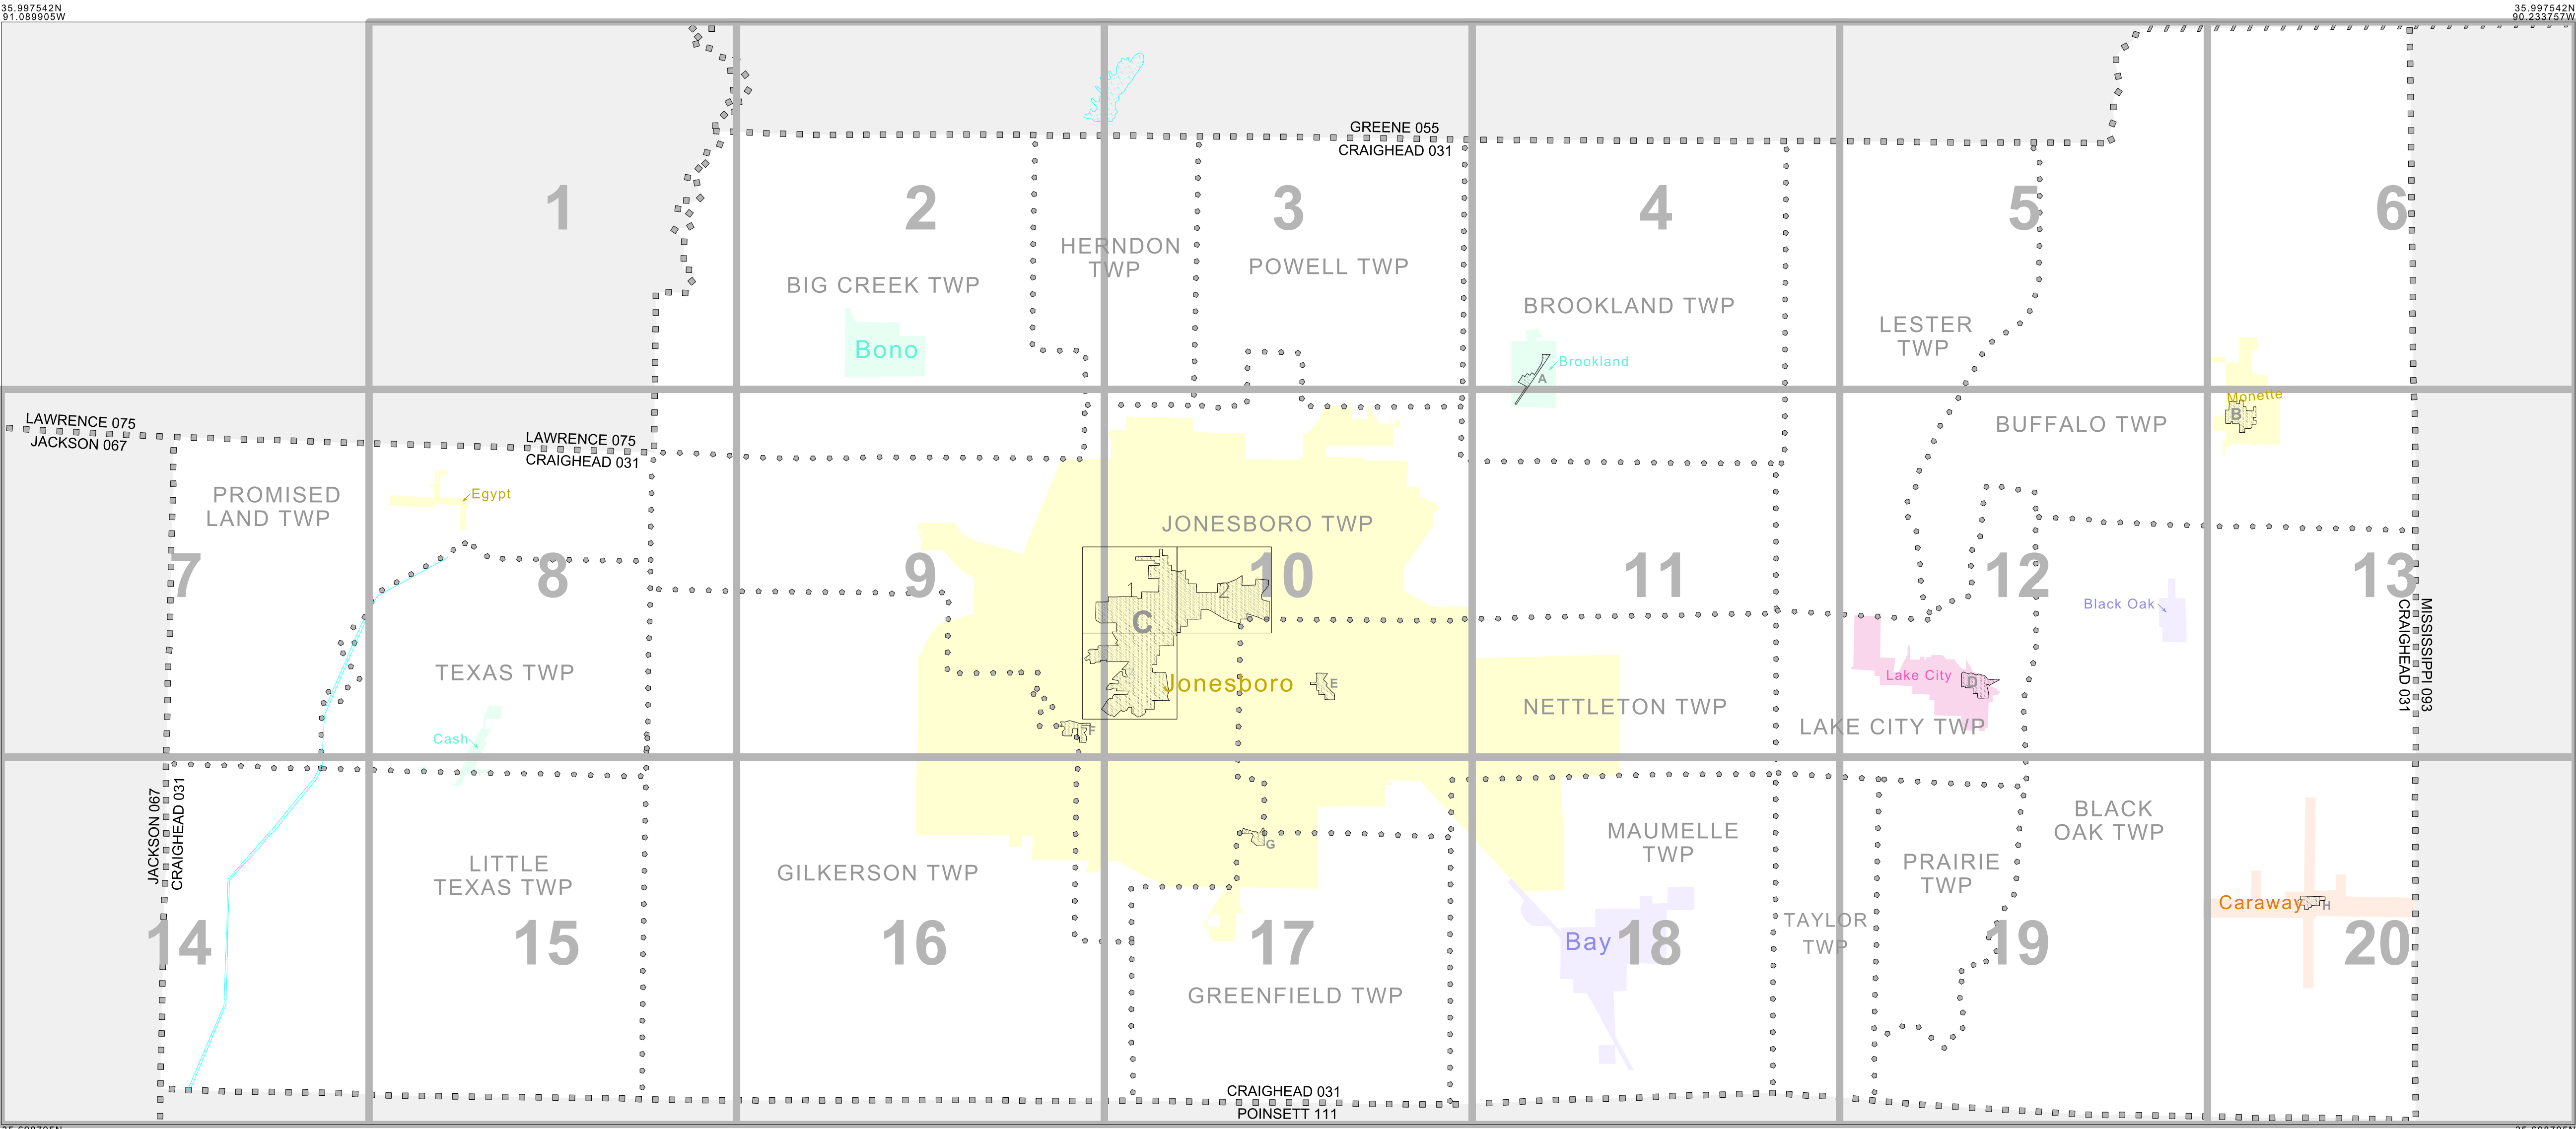 35.997542N
91.089905W
35.997542N
90.233757W
GREENE 055
CRAIGHEAD 031
1
2
3
4
5
6
HERNDON
TWP
POWELL TWP
BIG CREEK TWP
BROOKLAND TWP
LESTER
TWP
Bono
Brookland
A
Monette
B
LAWRENCE 075
JACKSON 067
LAWRENCE 075
CRAIGHEAD 031
BUFFALO TWP
PROMISED
LAND TWP
Egypt
JONESBORO TWP
7
8
9
10
11
12
13
1
2
C
3
Black Oak
MISSISSIPPI 093
CRAIGHEAD 031
TEXAS TWP
Jonesboro
E
Lake City
D
NETTLETON TWP
LAKE CITY TWP
F
Cash
JACKSON 067
CRAIGHEAD 031
MAUMELLE
TWP
BLACK
OAK TWP
G
LITTLE
TEXAS TWP
GILKERSON TWP
PRAIRIE
TWP
Caraway
H
TAYLOR
TWP
14
15
16
17
Bay
18
19
20
GREENFIELD TWP
CRAIGHEAD 031
POINSETT 111